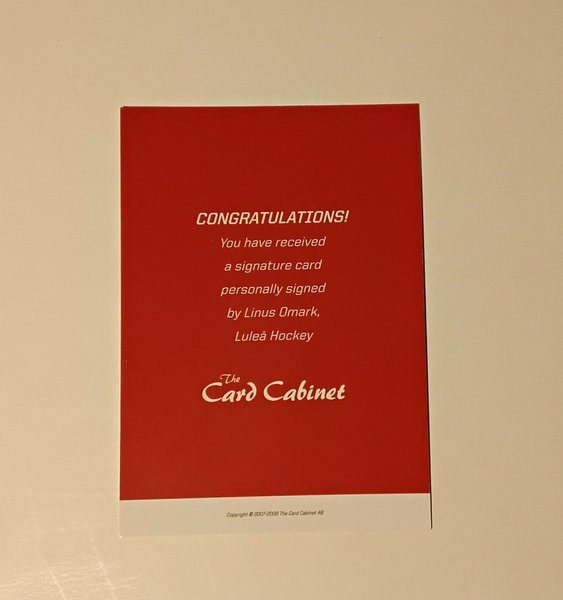 CONGRATULATIONS!
You have received
a signature card
personally signed
by Linus Omark,
Luleå Hockey
The
Card Cabinet
Copyright © 2007-2008 The Card Cabinet AB